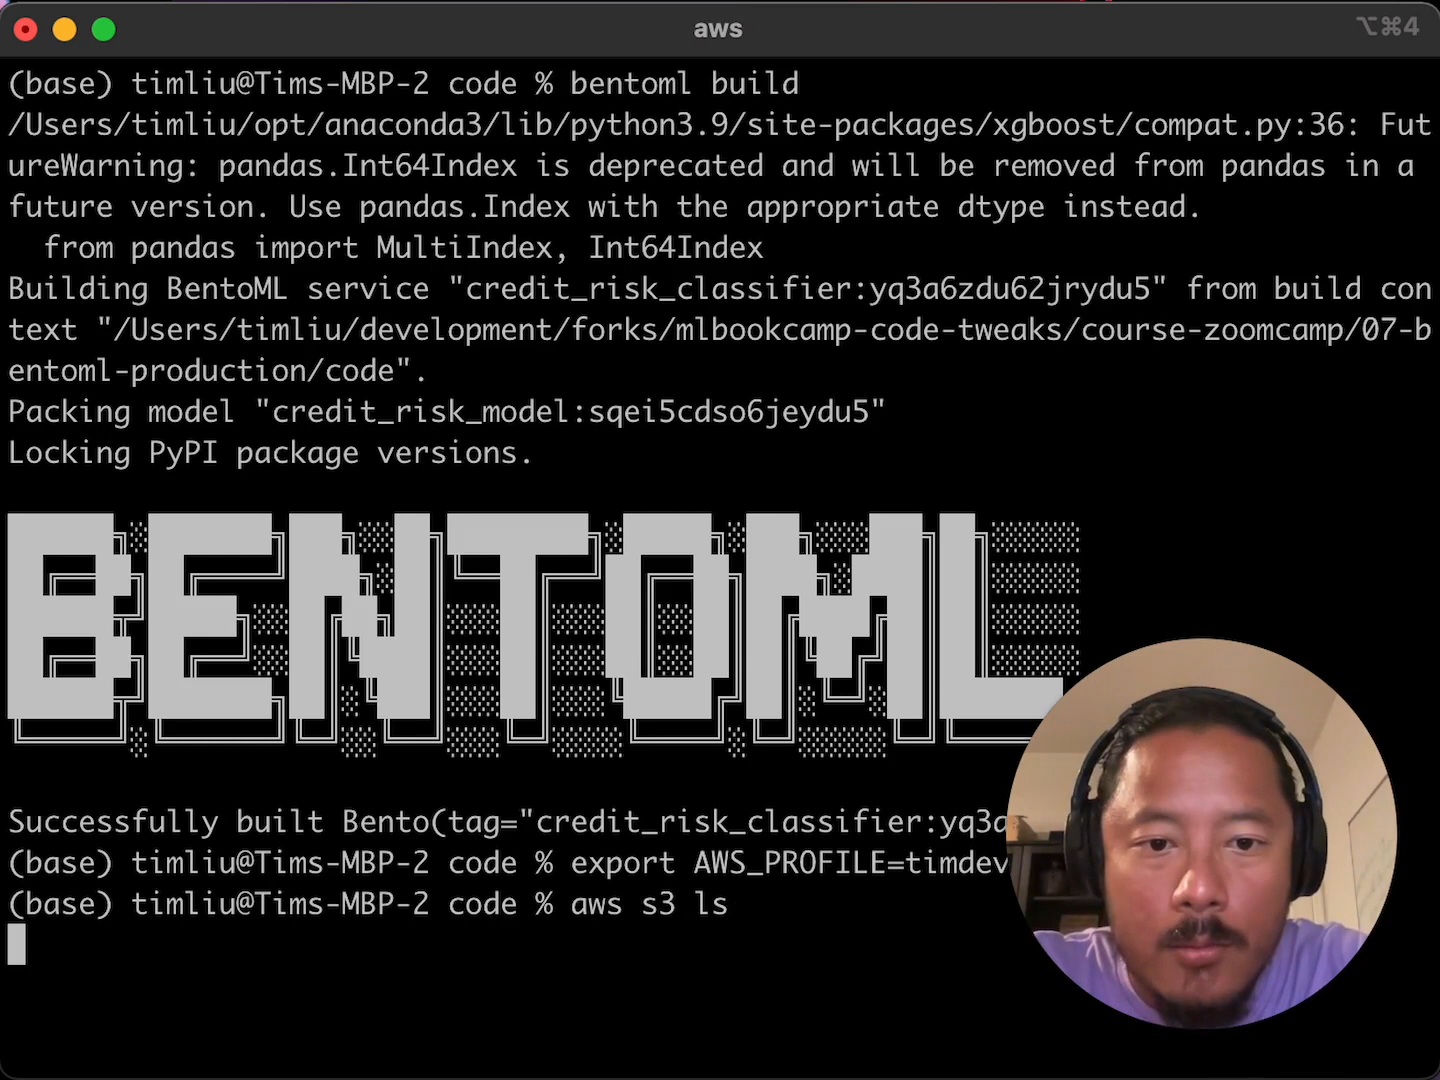 aws
⌥⌘4
(base) timliu@Tims-MBP-2 code % bentoml build
/Users/timliu/opt/anaconda3/lib/python3.9/site-packages/xgboost/compat.py:36: Fut
ureWarning: pandas.Int64Index is deprecated and will be removed from pandas in a
future version. Use pandas.Index with the appropriate dtype instead.
  from pandas import MultiIndex, Int64Index
Building BentoML service "credit_risk_classifier:yq3a6zdu62jrydu5" from build con
text "/Users/timliu/development/forks/mlbookcamp-code-tweaks/course-zoomcamp/07-b
entoml-production/code".
Packing model "credit_risk_model:sqei5cdso6jeydu5"
Locking PyPI package versions.
BENTOML
Successfully built Bento(tag="credit_risk_classifier:yq3a
(base) timliu@Tims-MBP-2 code % export AWS_PROFILE=timdev
(base) timliu@Tims-MBP-2 code % aws s3 ls